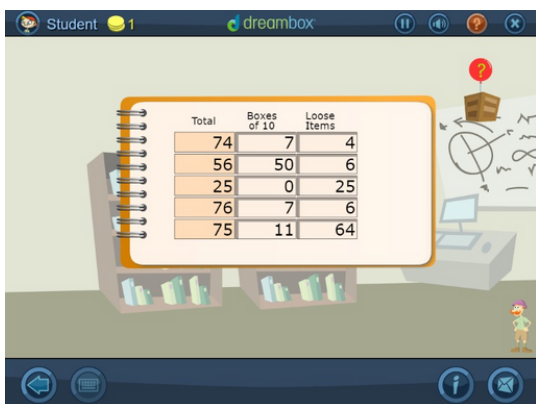 Student 1 dreambox ?
?
Total Boxes of 10 Loose Items
74 7 4
56 50 6
25 0 25
76 7 6
75 11 64
i